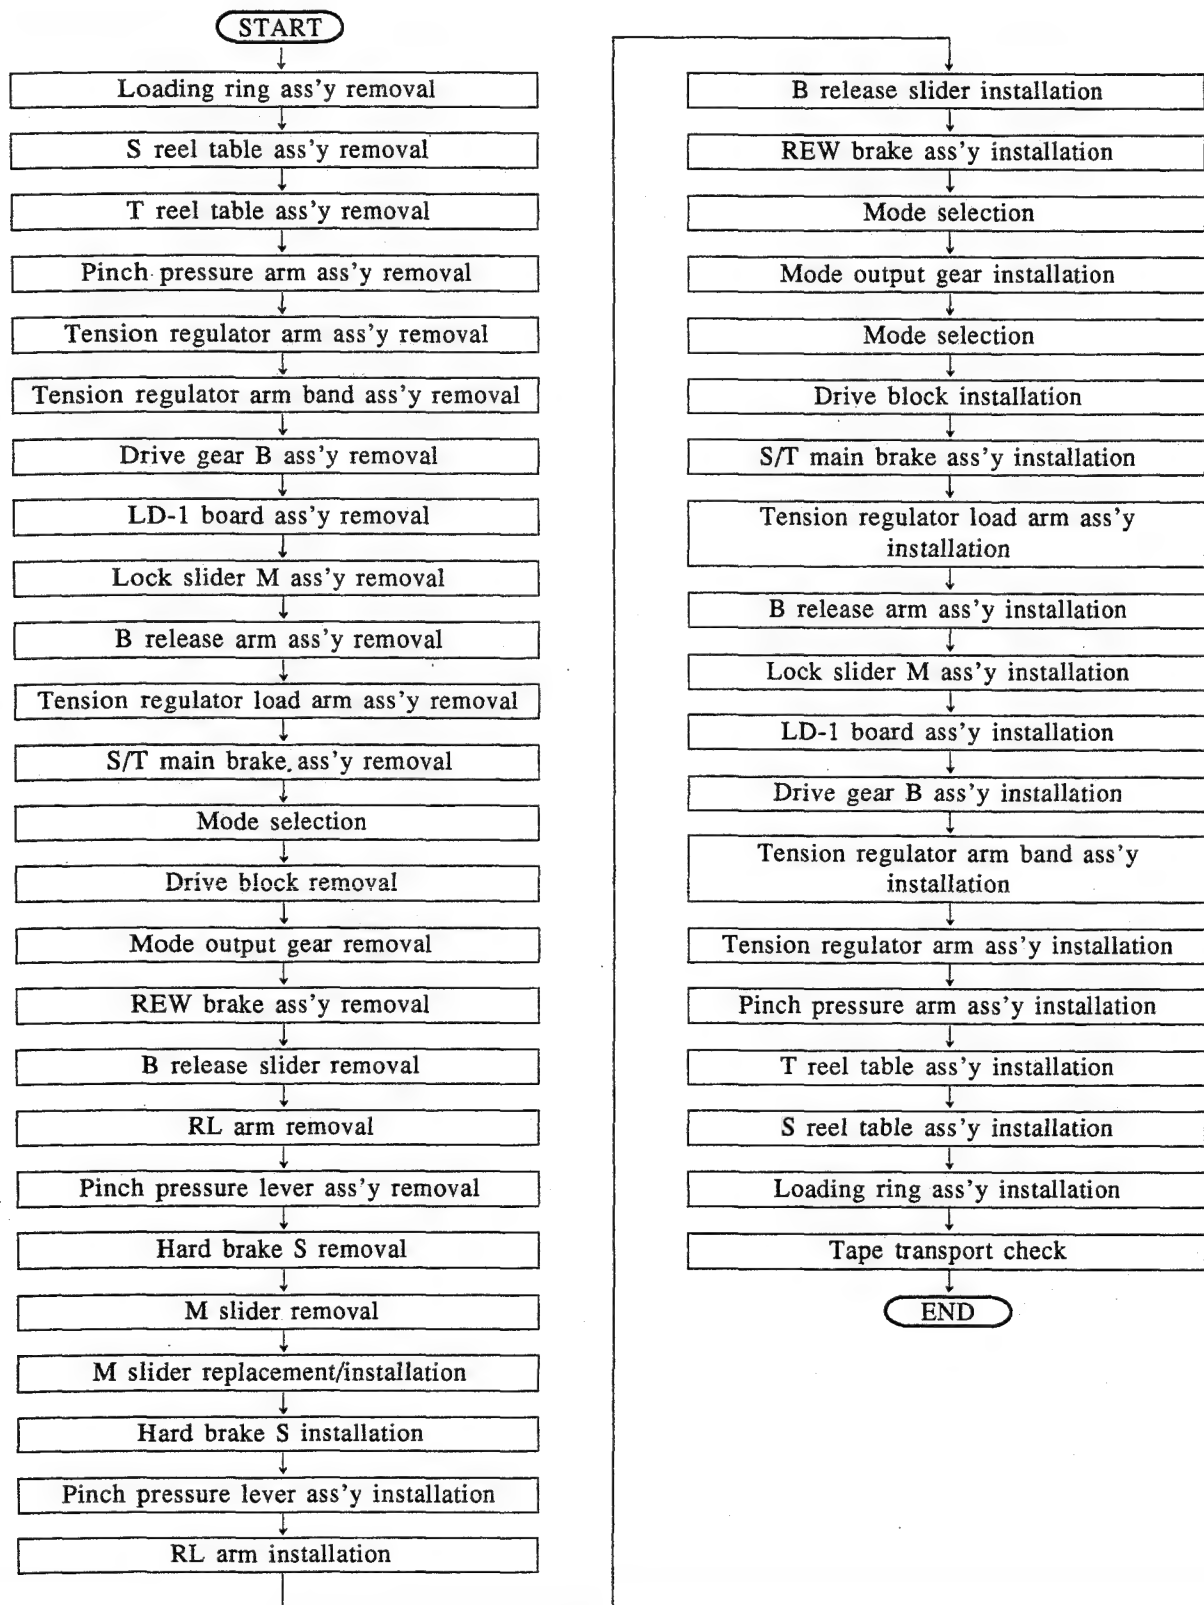 START
Loading ring ass'y removal
S reel table ass'y removal
T reel table ass'y removal
Pinch pressure arm ass'y removal
Tension regulator arm ass'y removal
Tension regulator arm band ass'y removal
Drive gear B ass'y removal
LD-1 board ass'y removal
Lock slider M ass'y removal
B release arm ass'y removal
Tension regulator load arm ass'y removal
S/T main brake ass'y removal
Mode selection
Drive block removal
Mode output gear removal
REW brake ass'y removal
B release slider removal
RL arm removal
Pinch pressure lever ass'y removal
Hard brake S removal
M slider removal
M slider replacement/installation
Hard brake S installation
Pinch pressure lever ass'y installation
RL arm installation
B release slider installation
REW brake ass'y installation
Mode selection
Mode output gear installation
Mode selection
Drive block installation
S/T main brake ass'y installation
Tension regulator load arm ass'y
installation
B release arm ass'y installation
Lock slider M ass'y installation
LD-1 board ass'y installation
Drive gear B ass'y installation
Tension regulator arm band ass'y
installation
Tension regulator arm ass'y installation
Pinch pressure arm ass'y installation
T reel table ass'y installation
S reel table ass'y installation
Loading ring ass'y installation
Tape transport check
END